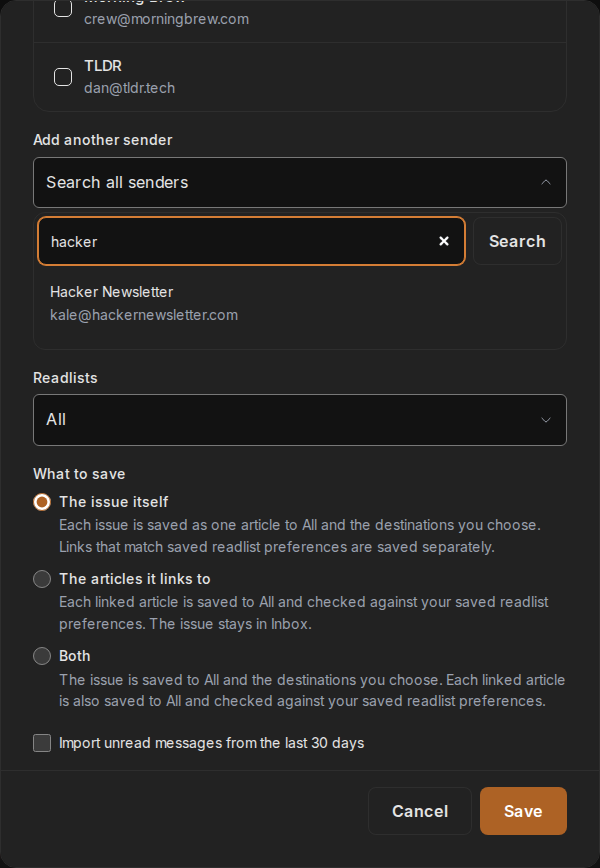 crew@morningbrew.com
TLDR
dan@tldr.tech
Add another sender
Search all senders
hacker
Search
Hacker Newsletter
kale@hackernewsletter.com
Readlists
All
What to save
The issue itself
Each issue is saved as one article to All and the destinations you choose.
Links that match saved readlist preferences are saved separately.
The articles it links to
Each linked article is saved to All and checked against your saved readlist
preferences. The issue stays in Inbox.
Both
The issue is saved to All and the destinations you choose. Each linked article
is also saved to All and checked against your saved readlist preferences.
Import unread messages from the last 30 days
Cancel
Save